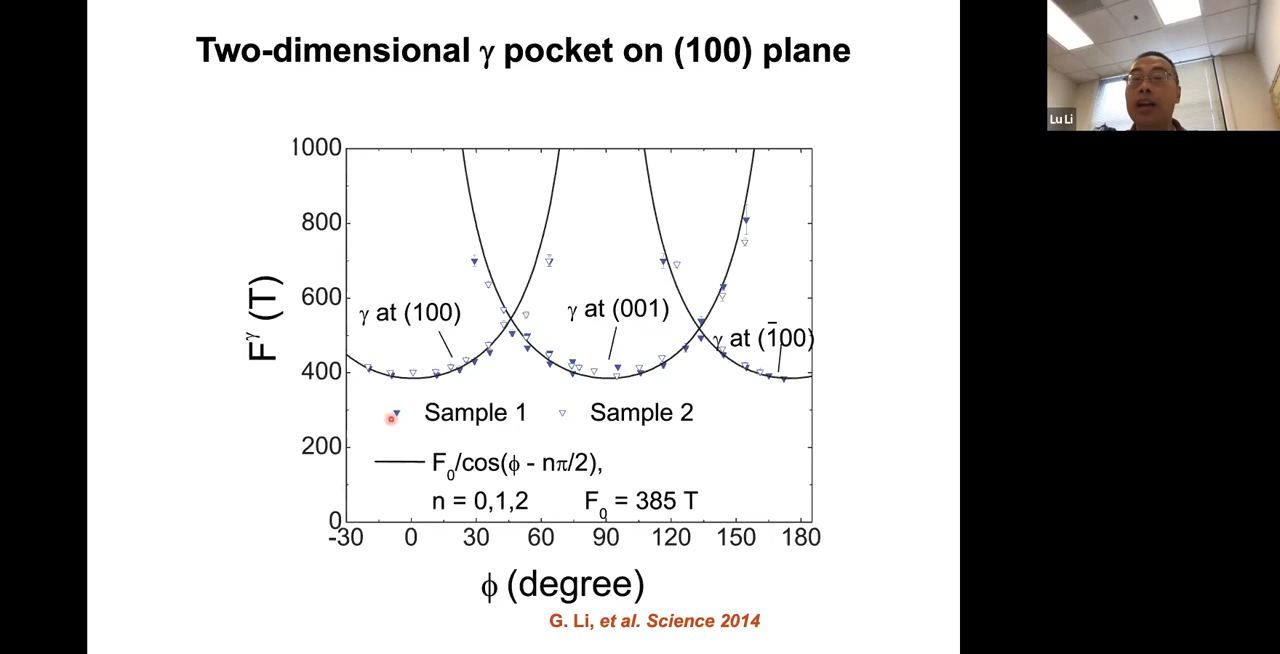 Two-dimensional γ pocket on (100) plane
Lu Li
1000
800
600
400
200
0
F^γ (T)
γ at (100)
γ at (001)
γ at (1̄00)
Sample 1
Sample 2
F₀/cos(ϕ - nπ/2),
n = 0,1,2 F₀ = 385 T
-30 0 30 60 90 120 150 180
ϕ (degree)
G. Li, et al. Science 2014